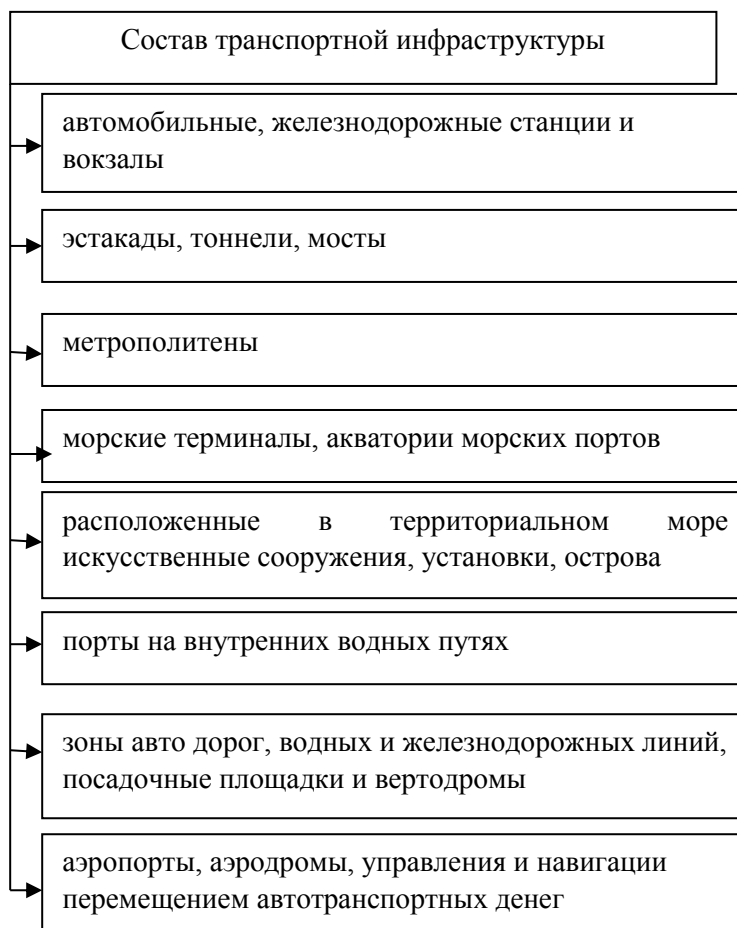 Состав транспортной инфраструктуры
автомобильные, железнодорожные станции и
вокзалы
эстакады, тоннели, мосты
метрополитены
морские терминалы, акватории морских портов
расположенные в территориальном море
искусственные сооружения, установки, острова
порты на внутренних водных путях
зоны авто дорог, водных и железнодорожных линий,
посадочные площадки и вертодромы
аэропорты, аэродромы, управления и навигации
перемещением автотранспортных денег